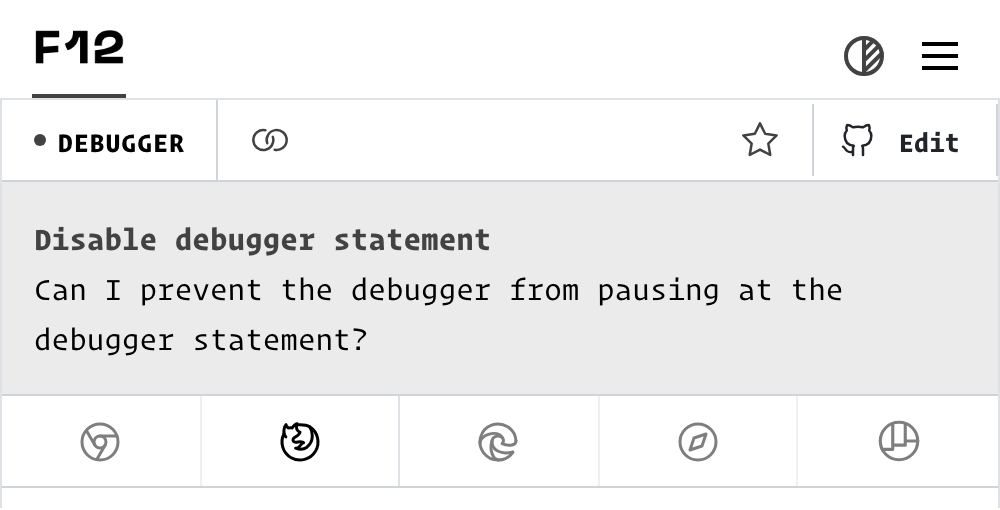 F12
DEBUGGER
Edit
Disable debugger statement
Can I prevent the debugger from pausing at the
debugger statement?